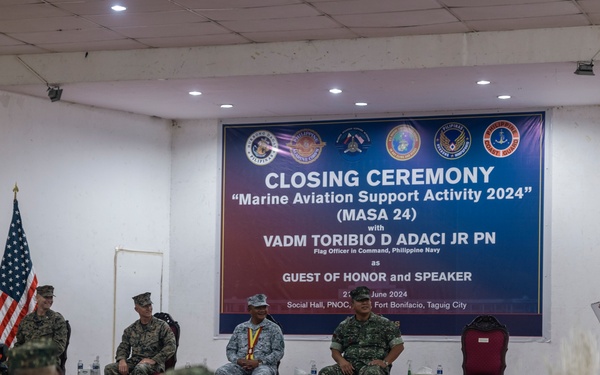 CLOSING CEREMONY
"Marine Aviation Support Activity 2024"
(MASA 24)
with
VADM TORIBIO D ADACI JR PN
Flag Officer in Command, Philippine Navy
as
GUEST OF HONOR and SPEAKER
June 2024
Social Hall, PNOC, Fort Bonifacio, Taguig City